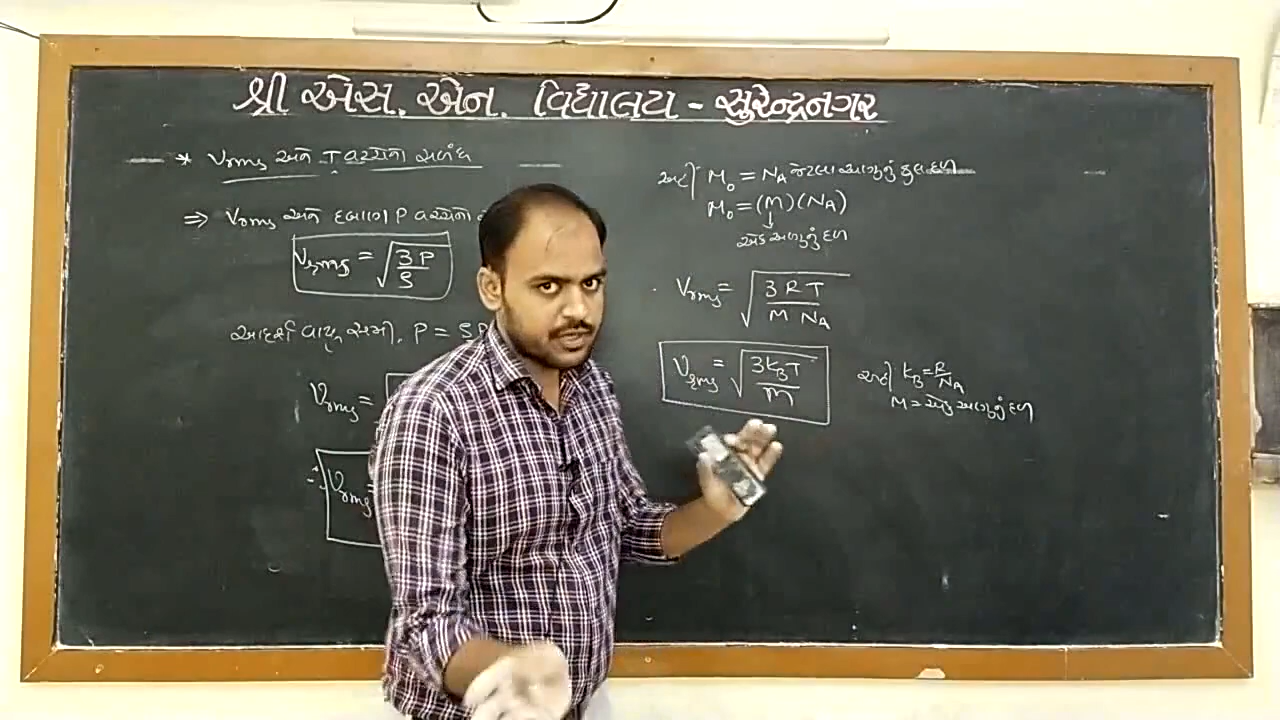 શ્રી એસ. એન. વિદ્યાલય - સુરેન્દ્રનગર
* Vrms અને T વચ્ચેનો સબંધ
⇒ Vrms અને દબાણ P વચ્ચેનો
Vrms = √(3P/ρ)
આદર્શ વાયુ સમી. P = ρ
Vrms =
∴ Vrms
અહીં M₀ = NA જેટલા અણુનું કુલ દળ
M₀ = (m)(NA)
↓
એક અણુનું દળ
Vrms = √(3RT/m NA)
Vrms = √(3kBT/m)
અહીં kB = R/NA
m = એક અણુનું દળ